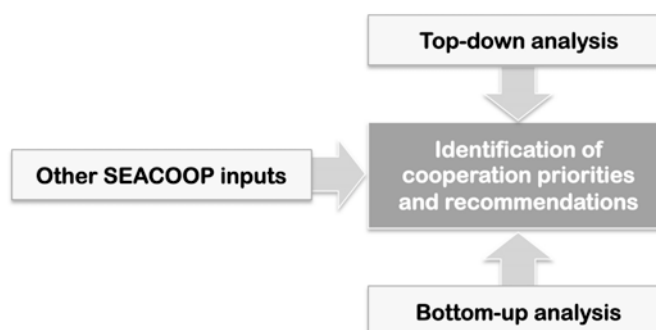 Top-down analysis
Other SEACOOP inputs
Identification of
cooperation priorities
and recommendations
Bottom-up analysis